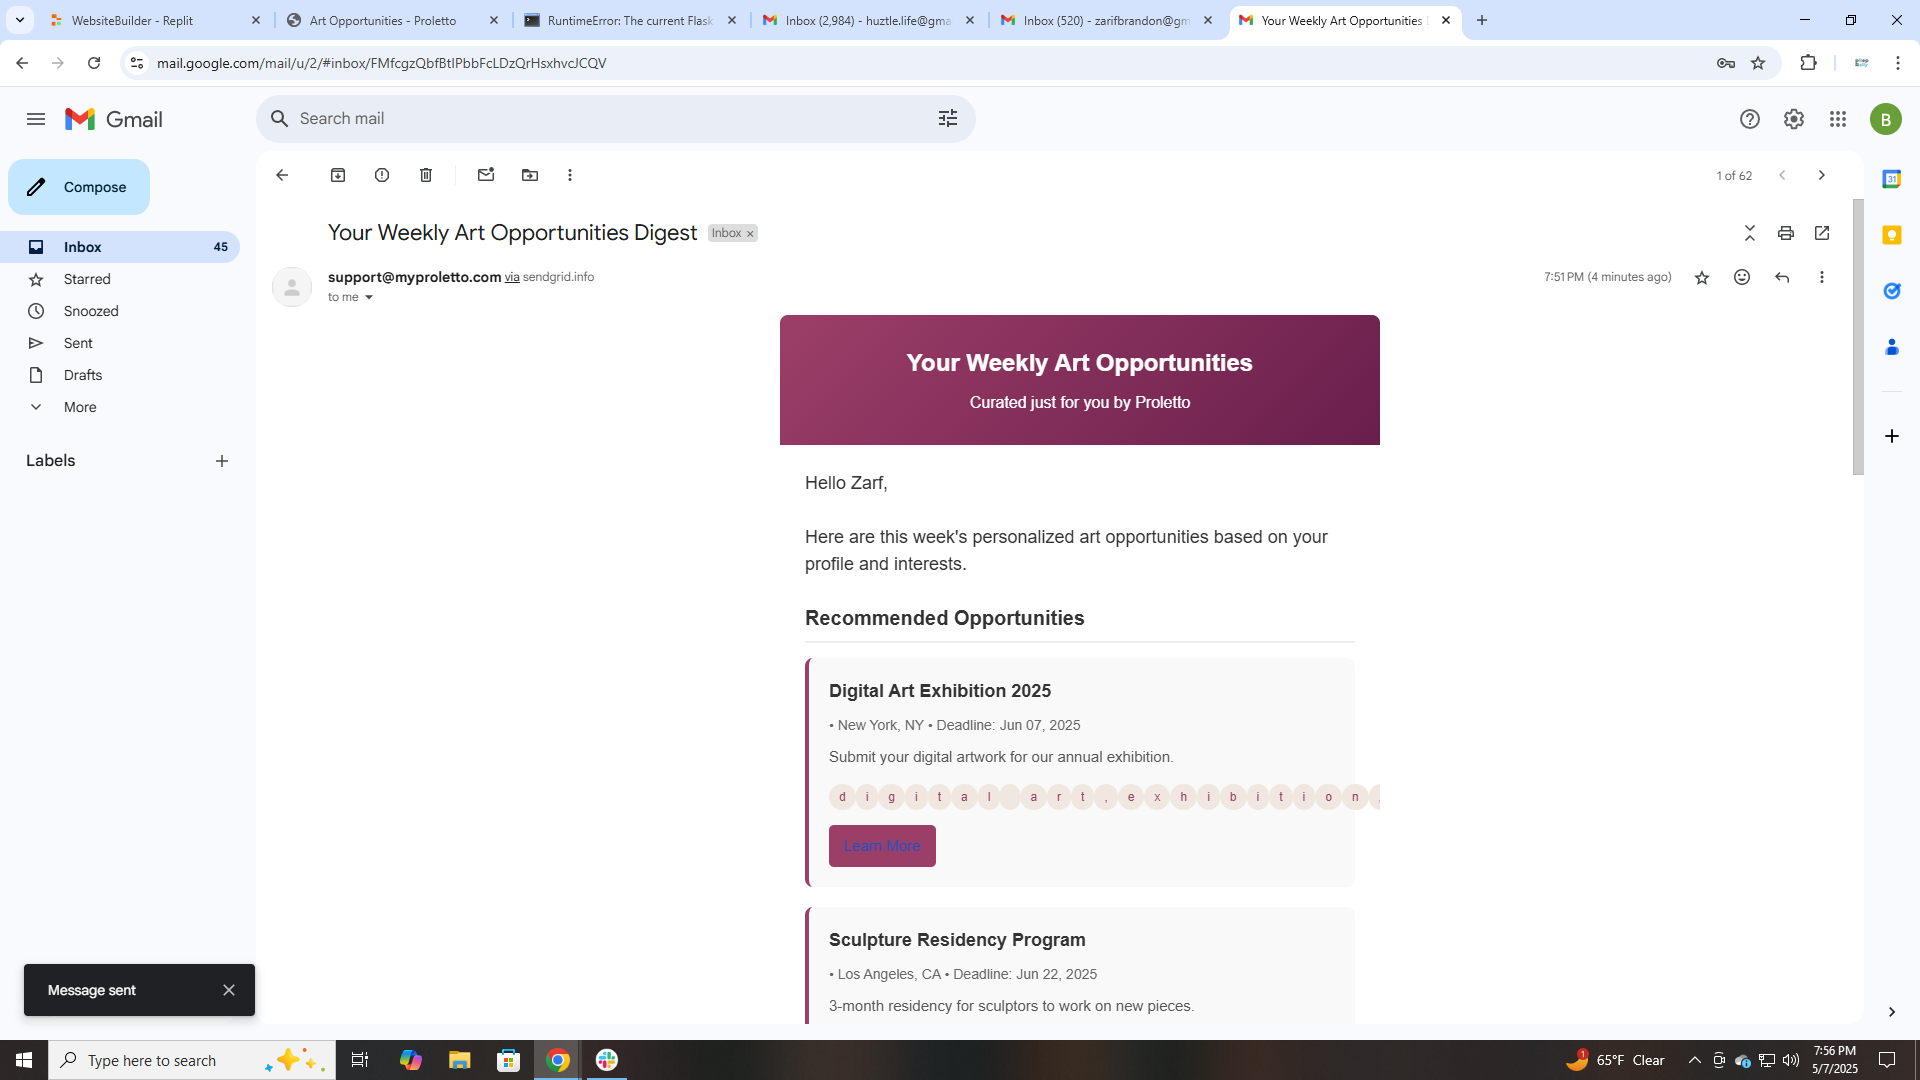 WebsiteBuilder - Replit
Art Opportunities - Proletto
RuntimeError: The current Flask
Inbox (2,984) - huztle.life@gma
Inbox (520) - zarifbrandon@gm
Your Weekly Art Opportunities
mail.google.com/mail/u/2/#inbox/FMfcgzQbfBtlPbbFcLDzQrHsxhvcJCQV
Gmail
Search mail
B
Compose
1 of 62
31
Inbox 45
Starred
Snoozed
Sent
Drafts
More
Labels
Your Weekly Art Opportunities Digest Inbox ×
support@myproletto.com via sendgrid.info
7:51 PM (4 minutes ago)
to me
Your Weekly Art Opportunities
Curated just for you by Proletto
Hello Zarf,
Here are this week's personalized art opportunities based on your
profile and interests.
Recommended Opportunities
Digital Art Exhibition 2025
• New York, NY • Deadline: Jun 07, 2025
Submit your digital artwork for our annual exhibition.
d i g i t a l a r t , e x h i b i t i o n
Learn More
Sculpture Residency Program
• Los Angeles, CA • Deadline: Jun 22, 2025
3-month residency for sculptors to work on new pieces.
Message sent
Type here to search
1
65°F Clear
7:56 PM
5/7/2025